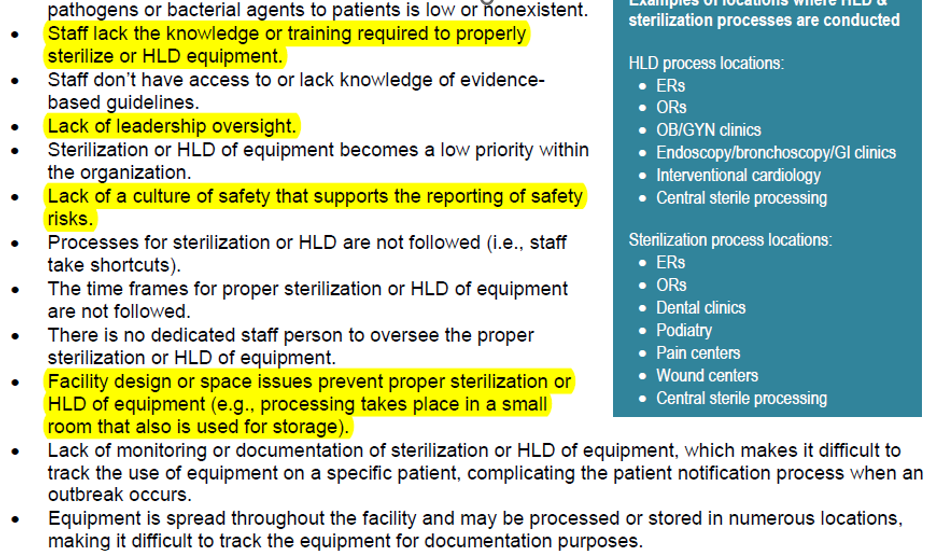 pathogens or bacterial agents to patients is low or nonexistent.
• Staff lack the knowledge or training required to properly
sterilize or HLD equipment.
• Staff don't have access to or lack knowledge of evidence-
based guidelines.
• Lack of leadership oversight.
• Sterilization or HLD of equipment becomes a low priority within
the organization.
• Lack of a culture of safety that supports the reporting of safety
risks.
• Processes for sterilization or HLD are not followed (i.e., staff
take shortcuts).
• The time frames for proper sterilization or HLD of equipment
are not followed.
• There is no dedicated staff person to oversee the proper
sterilization or HLD of equipment.
• Facility design or space issues prevent proper sterilization or
HLD of equipment (e.g., processing takes place in a small
room that also is used for storage).
• Lack of monitoring or documentation of sterilization or HLD of equipment, which makes it difficult to
track the use of equipment on a specific patient, complicating the patient notification process when an
outbreak occurs.
• Equipment is spread throughout the facility and may be processed or stored in numerous locations,
making it difficult to track the equipment for documentation purposes.
Examples of locations where HLD &
sterilization processes are conducted
HLD process locations:
• ERs
• ORs
• OB/GYN clinics
• Endoscopy/bronchoscopy/GI clinics
• Interventional cardiology
• Central sterile processing
Sterilization process locations:
• ERs
• ORs
• Dental clinics
• Podiatry
• Pain centers
• Wound centers
• Central sterile processing